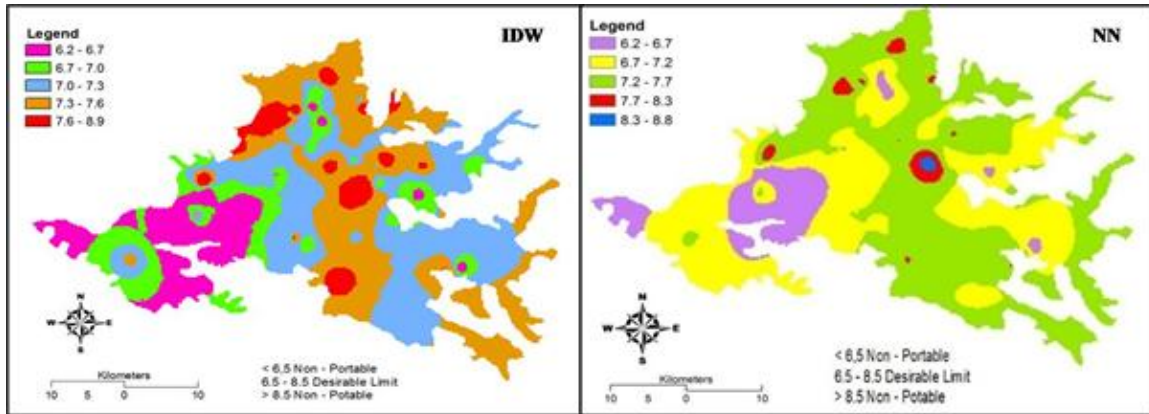 IDW
Legend
6.2 - 6.7
6.7 - 7.0
7.0 - 7.3
7.3 - 7.6
7.6 - 8.9
N
W E
S
Kilometers
10 5 0 10
< 6,5 Non - Portable
6.5 - 8.5 Desirable Limit
> 8.5 Non - Potable
NN
Legend
6.2 - 6.7
6.7 - 7.2
7.2 - 7.7
7.7 - 8.3
8.3 - 8.8
N
W E
S
Kilometers
10 5 0 10
< 6,5 Non - Portable
6.5 - 8.5 Desirable Limit
> 8.5 Non - Potable